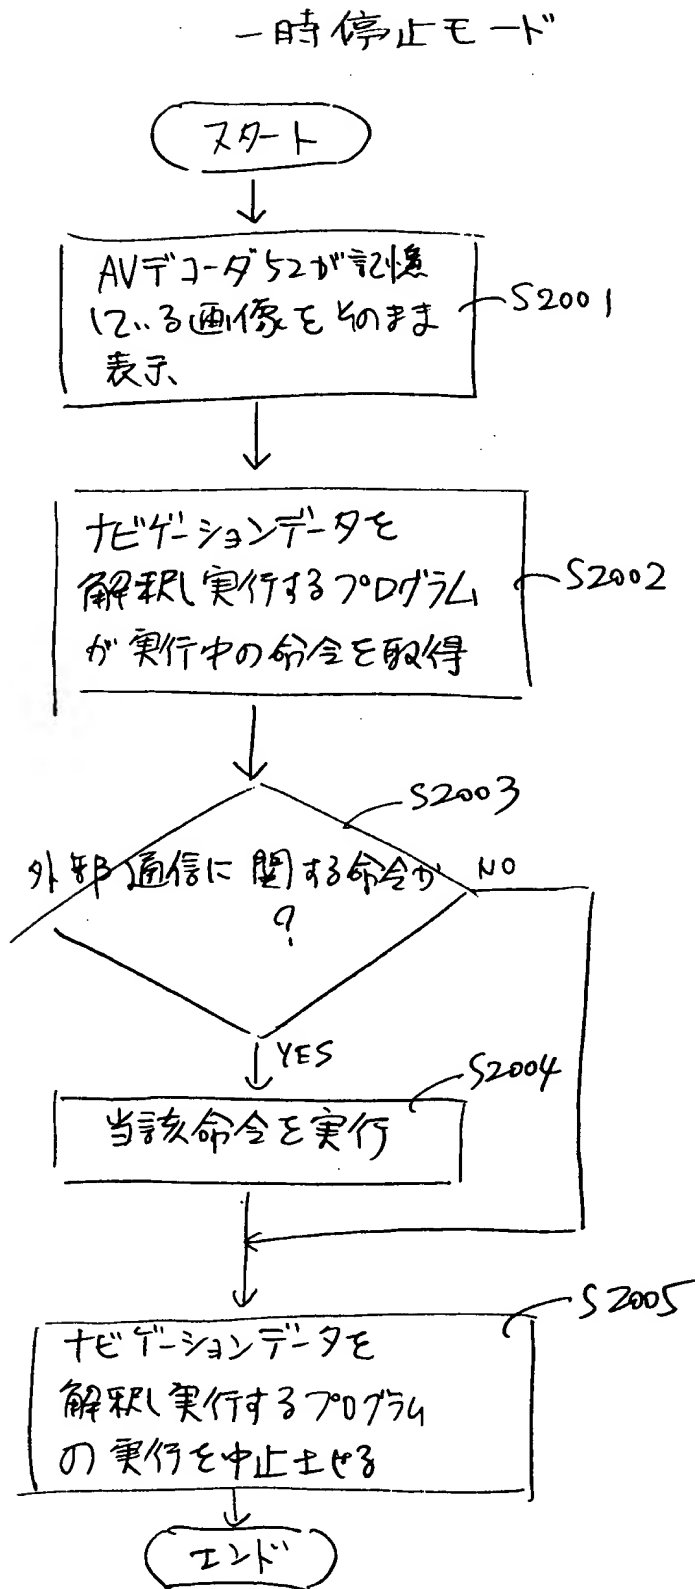 一時停止モード
スタート
AVデコーダ52が記憶
している画像をそのまま
表示
S2001
ナビゲーションデータを
解釈し実行するプログラム
が実行中の命令を取得
S2002
S2003
外部通信に関する命令か
?
NO
YES
S2004
当該命令を実行
S2005
ナビゲーションデータを
解釈し実行するプログラム
の実行を中止させる
エンド